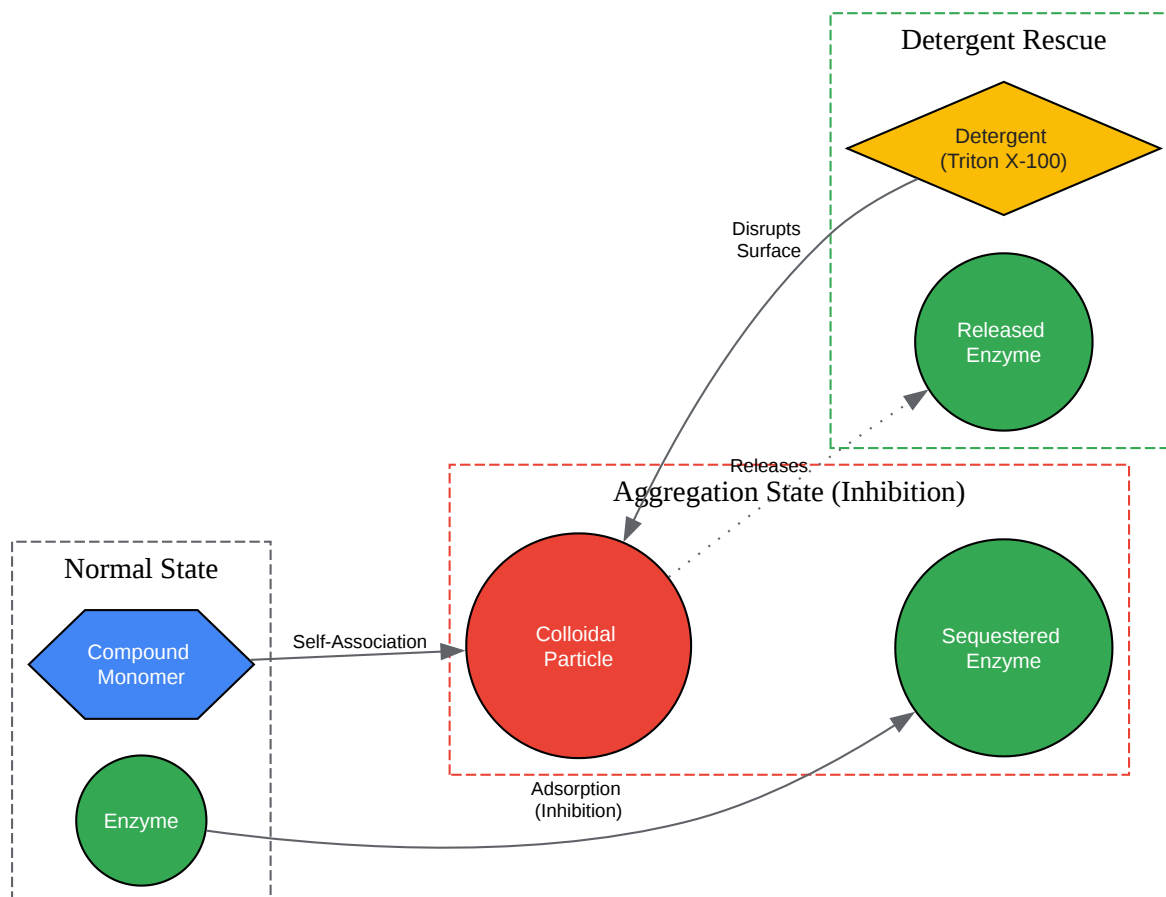 Detergent Rescue
Detergent
(Triton X-100)
Disrupts
Surface
Released
Enzyme
Releases
Aggregation State (Inhibition)
Normal State
Compound
Monomer
Self-Association
Colloidal
Particle
Sequestered
Enzyme
Adsorption
(Inhibition)
Enzyme